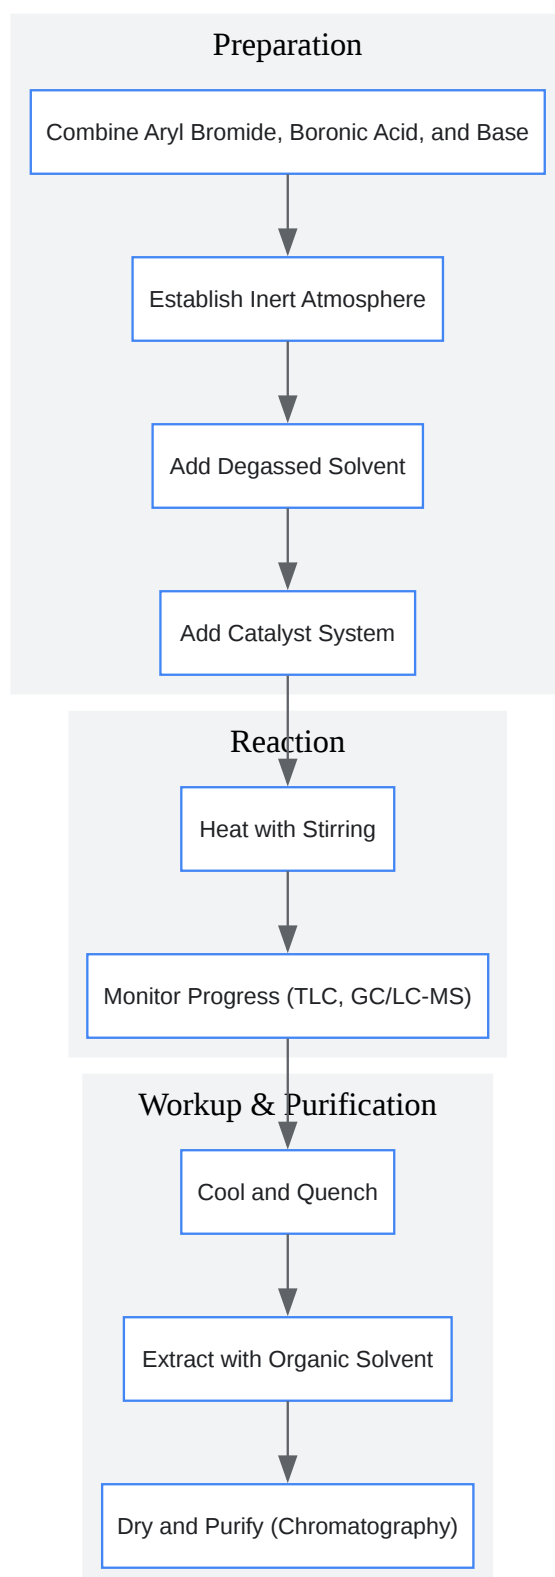 Preparation
Combine Aryl Bromide, Boronic Acid, and Base
Establish Inert Atmosphere
Add Degassed Solvent
Add Catalyst System
Reaction
Heat with Stirring
Monitor Progress (TLC, GC/LC-MS)
Workup & Purification
Cool and Quench
Extract with Organic Solvent
Dry and Purify (Chromatography)